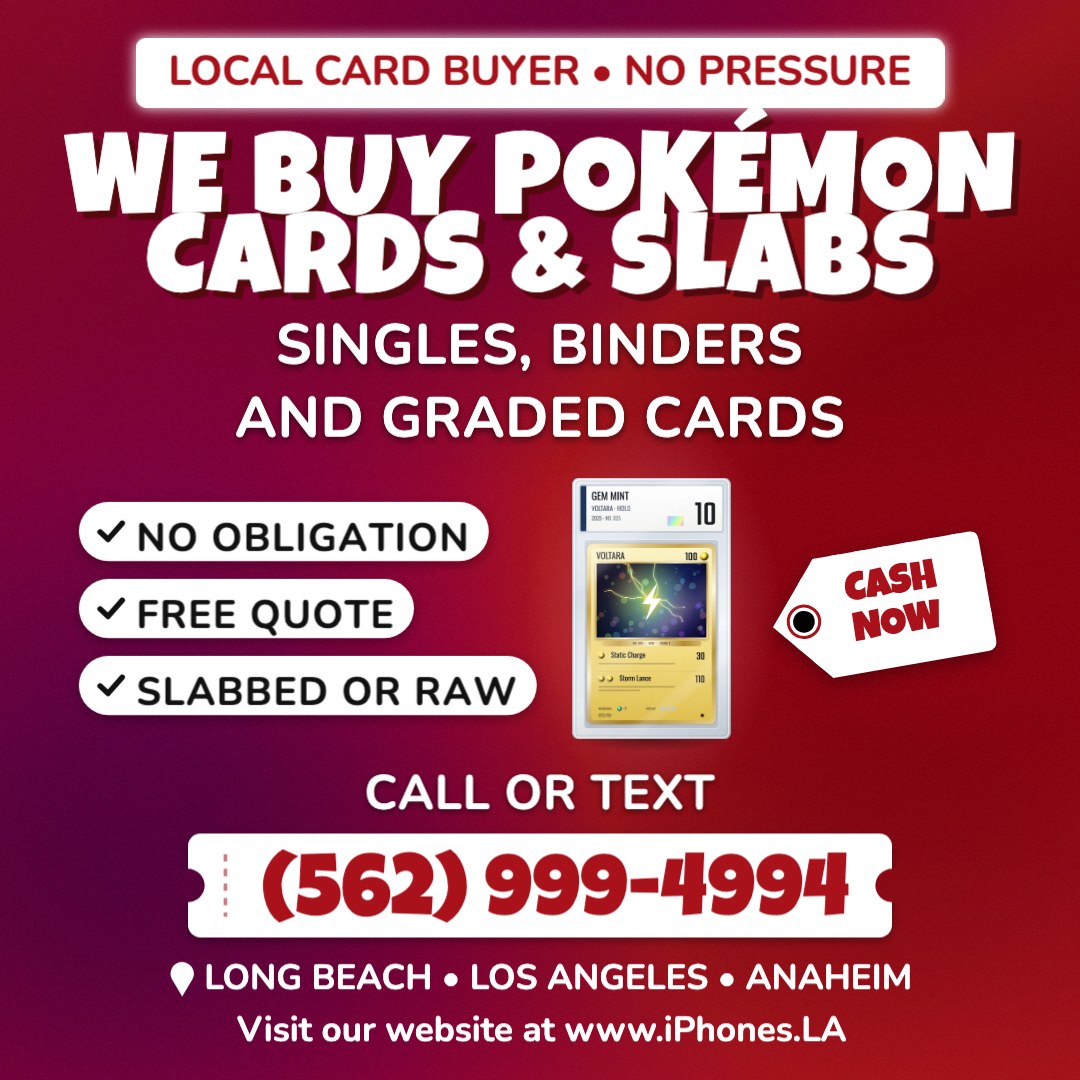 LOCAL CARD BUYER • NO PRESSURE
WE BUY POKÉMON
CARDS & SLABS
SINGLES, BINDERS
AND GRADED CARDS
NO OBLIGATION
FREE QUOTE
SLABBED OR RAW
GEM MINT
VOLTARA · HOLO
10
VOLTARA 100
Static Charge 30
Storm Lance 110
CASH
NOW
CALL OR TEXT
(562) 999-4994
LONG BEACH • LOS ANGELES • ANAHEIM
Visit our website at www.iPhones.LA